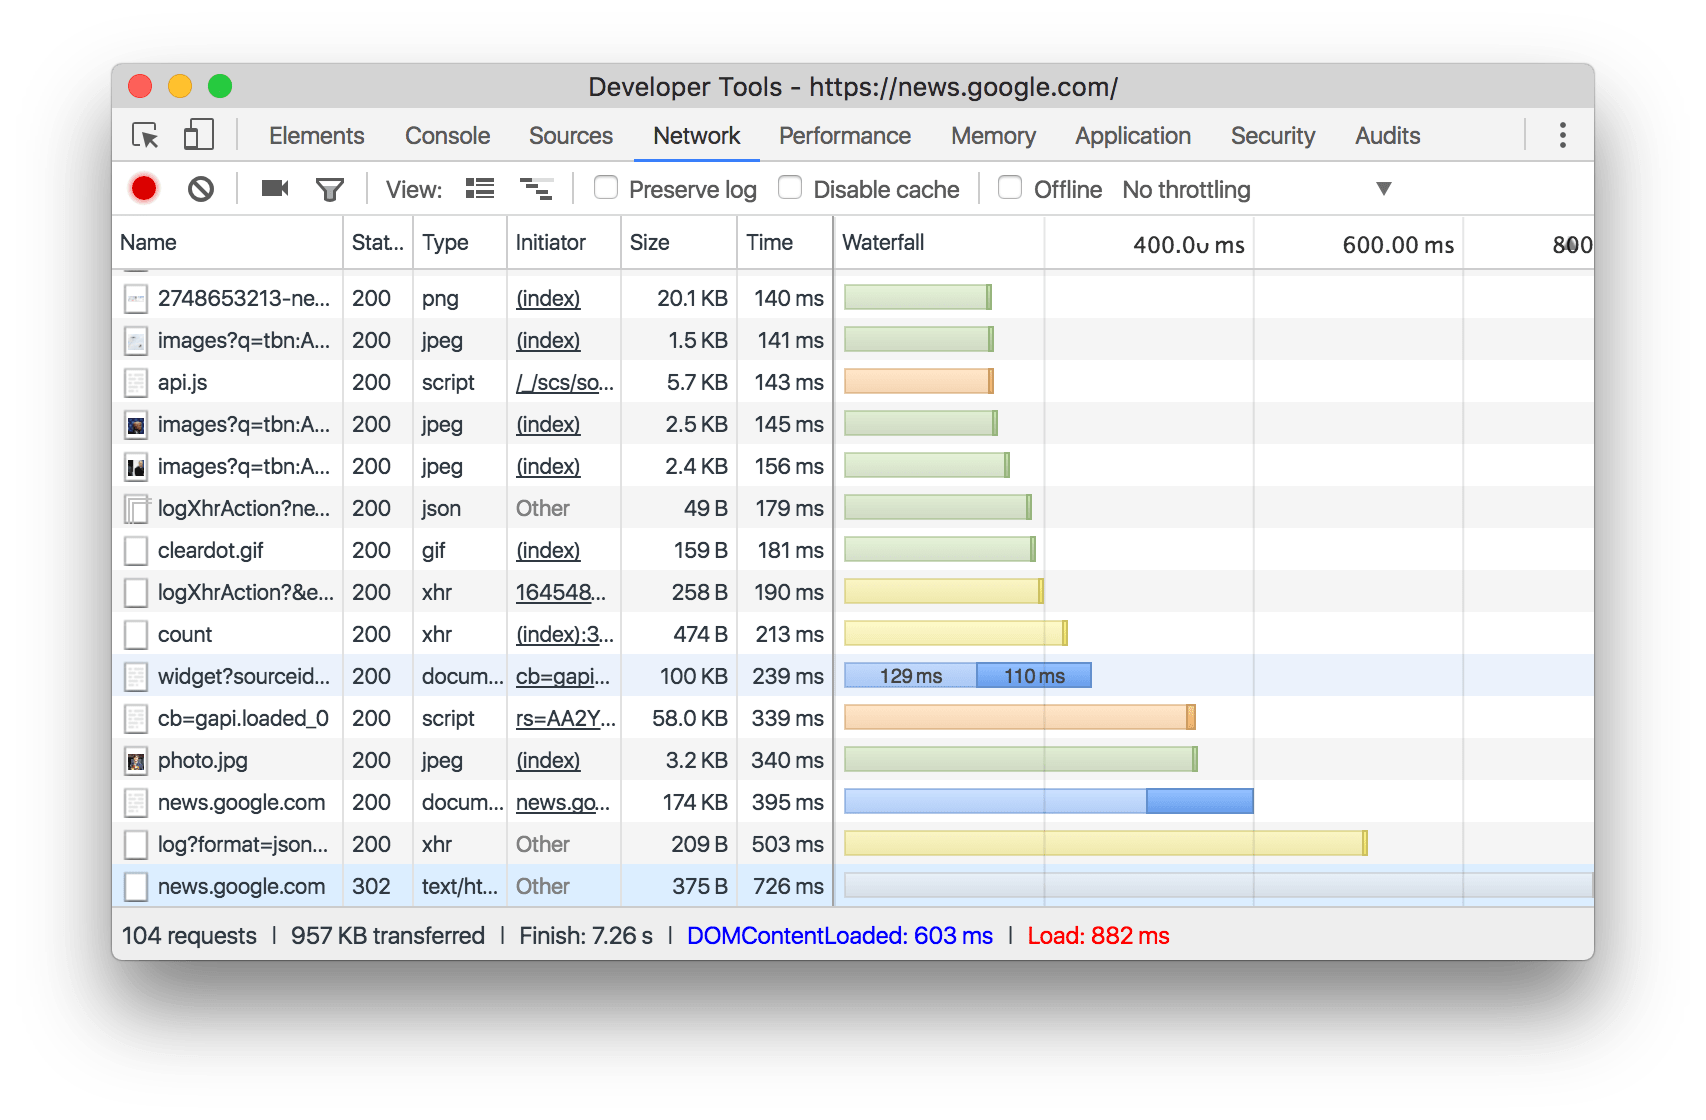 Developer Tools - https://news.google.com/
Elements Console Sources Network Performance Memory Application Security Audits
View: Preserve log Disable cache Offline No throttling
Name Stat... Type Initiator Size Time Waterfall 400.00 ms 600.00 ms 800
2748653213-ne... 200 png (index) 20.1 KB 140 ms
images?q=tbn:A... 200 jpeg (index) 1.5 KB 141 ms
api.js 200 script /_/scs/so... 5.7 KB 143 ms
images?q=tbn:A... 200 jpeg (index) 2.5 KB 145 ms
images?q=tbn:A... 200 jpeg (index) 2.4 KB 156 ms
logXhrAction?ne... 200 json Other 49 B 179 ms
cleardot.gif 200 gif (index) 159 B 181 ms
logXhrAction?&e... 200 xhr 164548... 258 B 190 ms
count 200 xhr (index):3... 474 B 213 ms
widget?sourceid... 200 docum... cb=gapi... 100 KB 239 ms 129 ms 110 ms
cb=gapi.loaded_0 200 script rs=AA2Y... 58.0 KB 339 ms
photo.jpg 200 jpeg (index) 3.2 KB 340 ms
news.google.com 200 docum... news.go... 174 KB 395 ms
log?format=json... 200 xhr Other 209 B 503 ms
news.google.com 302 text/ht... Other 375 B 726 ms
104 requests | 957 KB transferred | Finish: 7.26 s | DOMContentLoaded: 603 ms | Load: 882 ms